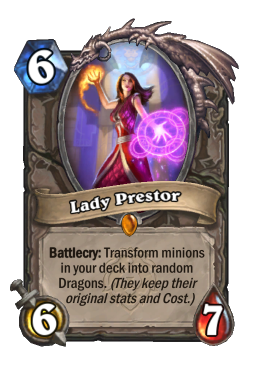 6
Lady Prestor
Battlecry: Transform minions
in your deck into random
Dragons. (They keep their
original stats and Cost.)
6
7